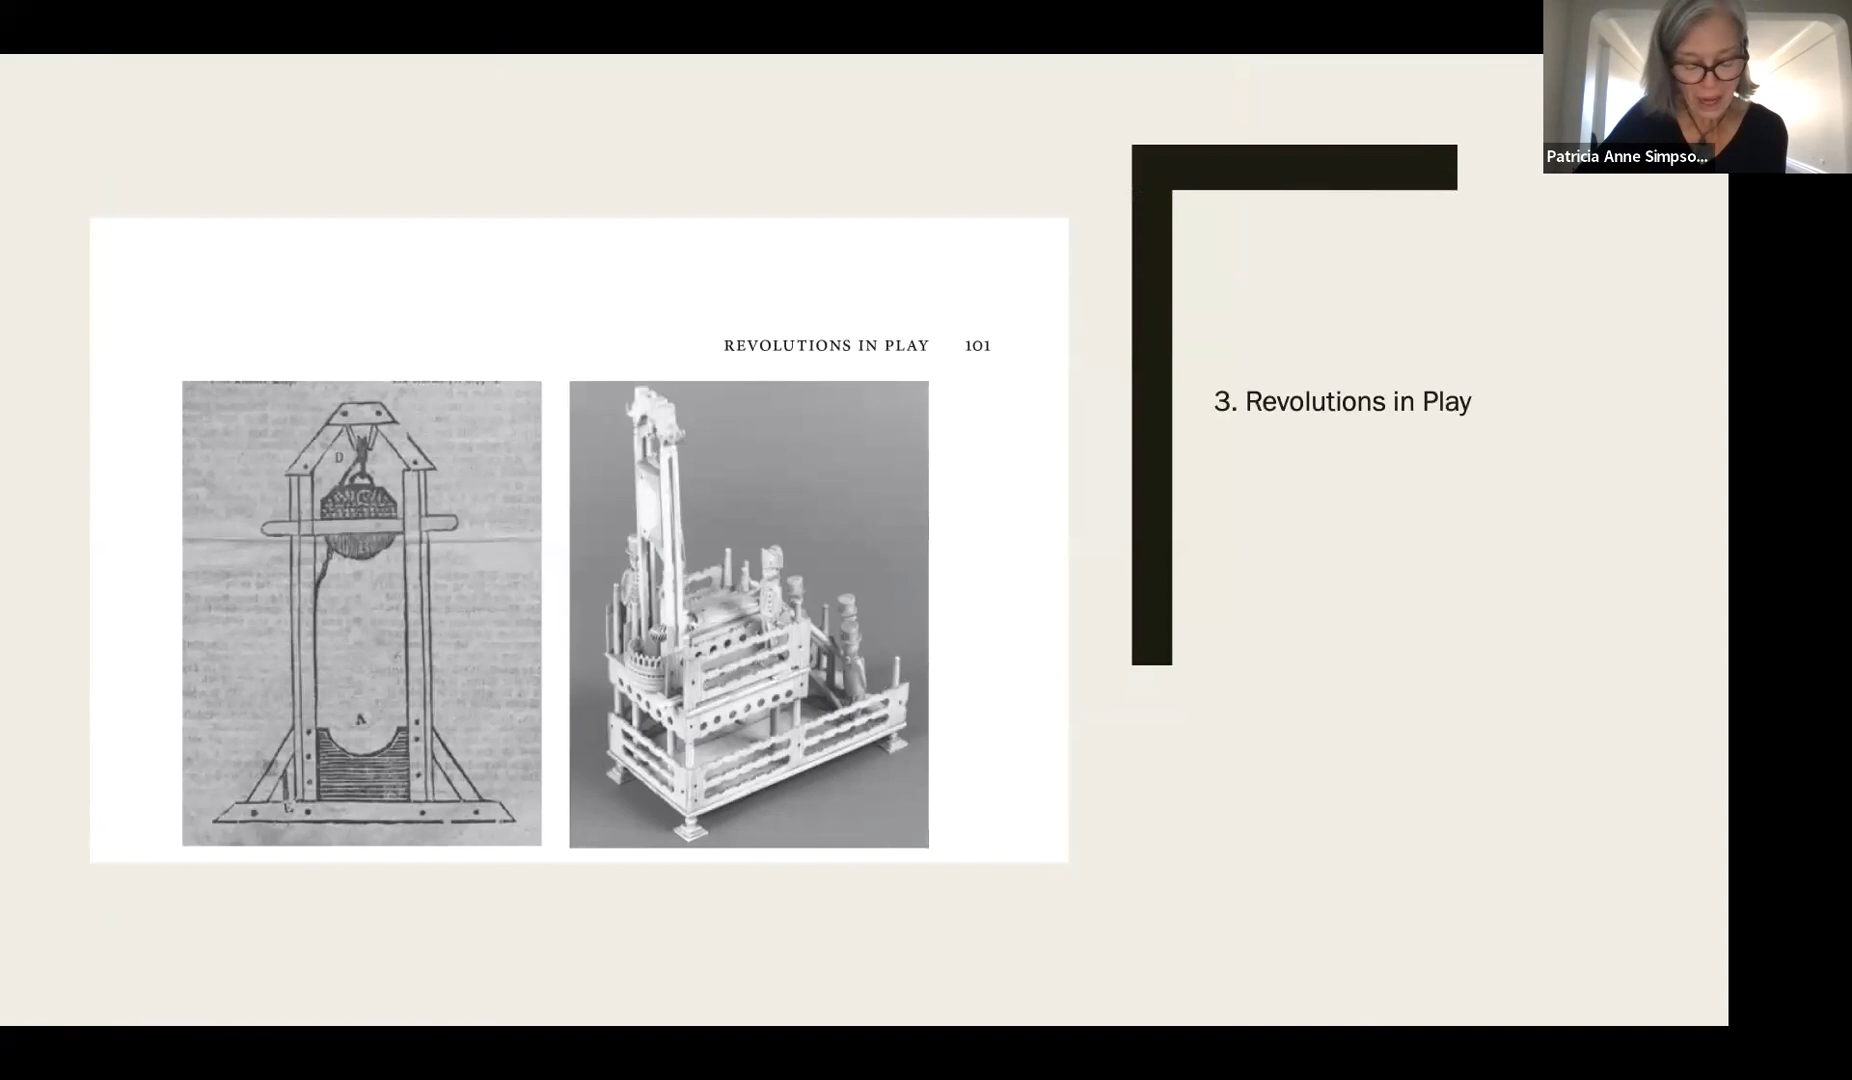 Patricia Anne Simpso...
REVOLUTIONS IN PLAY 101
3. Revolutions in Play
D
A
E